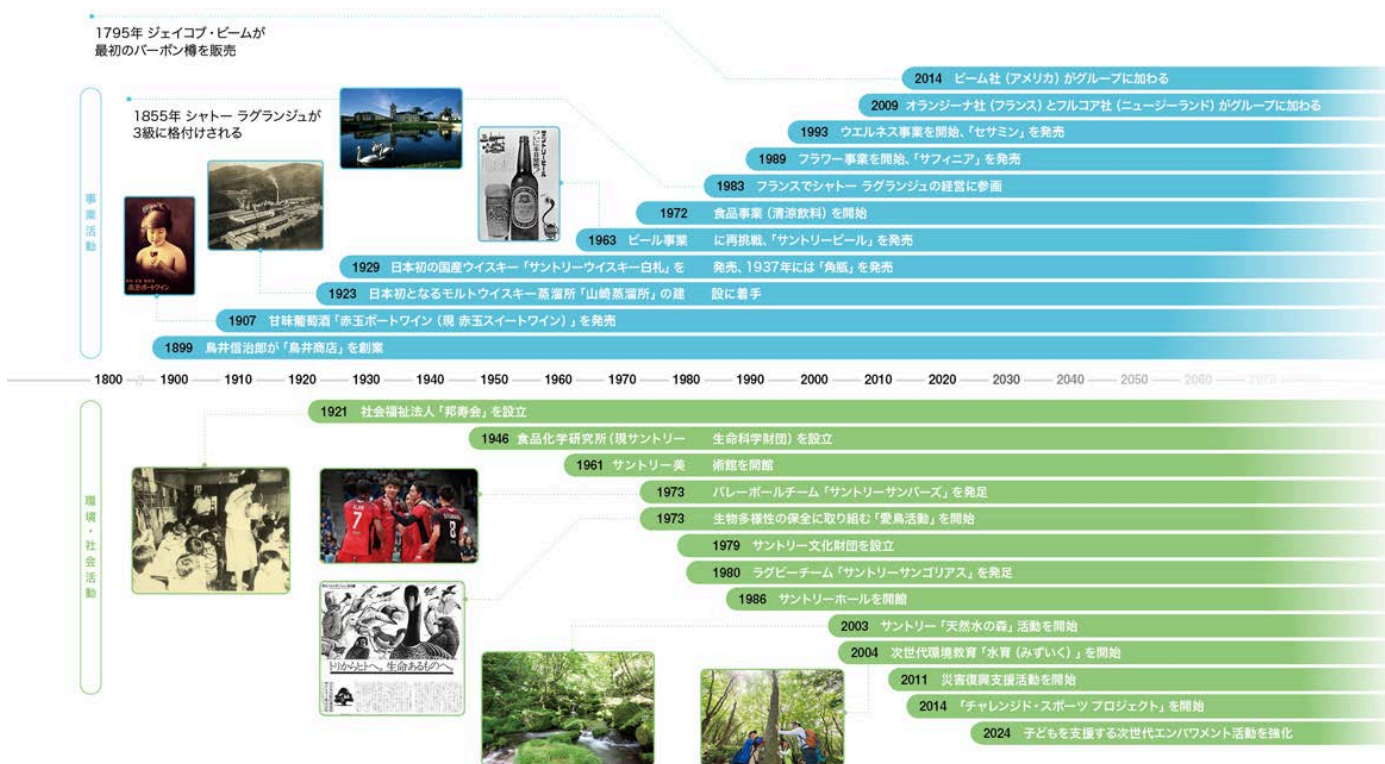 1795年 ジェイコブ・ビームが
最初のバーボン樽を販売
2014 ビーム社（アメリカ）がグループに加わる
2009 オランジーナ社（フランス）とフルコア社（ニュージーランド）がグループに加わる
1855年 シャトー ラグランジュが
3級に格付けされる
1993 ウエルネス事業を開始、「セサミン」を発売
1989 フラワー事業を開始、「サフィニア」を発売
1983 フランスでシャトー ラグランジュの経営に参画
1972 食品事業（清涼飲料）を開始
1963 ビール事業に再挑戦、「サントリービール」を発売
1929 日本初の国産ウイスキー「サントリーウイスキー白札」を発売、1937年には「角瓶」を発売
1923 日本初となるモルトウイスキー蒸溜所「山崎蒸溜所」の建設に着手
1907 甘味葡萄酒「赤玉ポートワイン（現 赤玉スイートワイン）」を発売
1899 鳥井信治郎が「鳥井商店」を創業
事業活動
サントリービール
赤玉ポートワイン
1800 1900 1910 1920 1930 1940 1950 1960 1970 1980 1990 2000 2010 2020 2030 2040 2050 2060 2070
環境・社会活動
1921 社会福祉法人「邦寿会」を設立
1946 食品化学研究所（現サントリー生命科学財団）を設立
1961 サントリー美術館を開館
1973 バレーボールチーム「サントリーサンバーズ」を発足
1973 生物多様性の保全に取り組む「愛鳥活動」を開始
1979 サントリー文化財団を設立
1980 ラグビーチーム「サントリーサンゴリアス」を発足
1986 サントリーホールを開館
2003 サントリー「天然水の森」活動を開始
2004 次世代環境教育「水育（みずいく）」を開始
2011 災害復興支援活動を開始
2014 「チャレンジド・スポーツ プロジェクト」を開始
2024 子どもを支援する次世代エンパワメント活動を強化
7
8
トリからヒトへ。生命あるものへ。